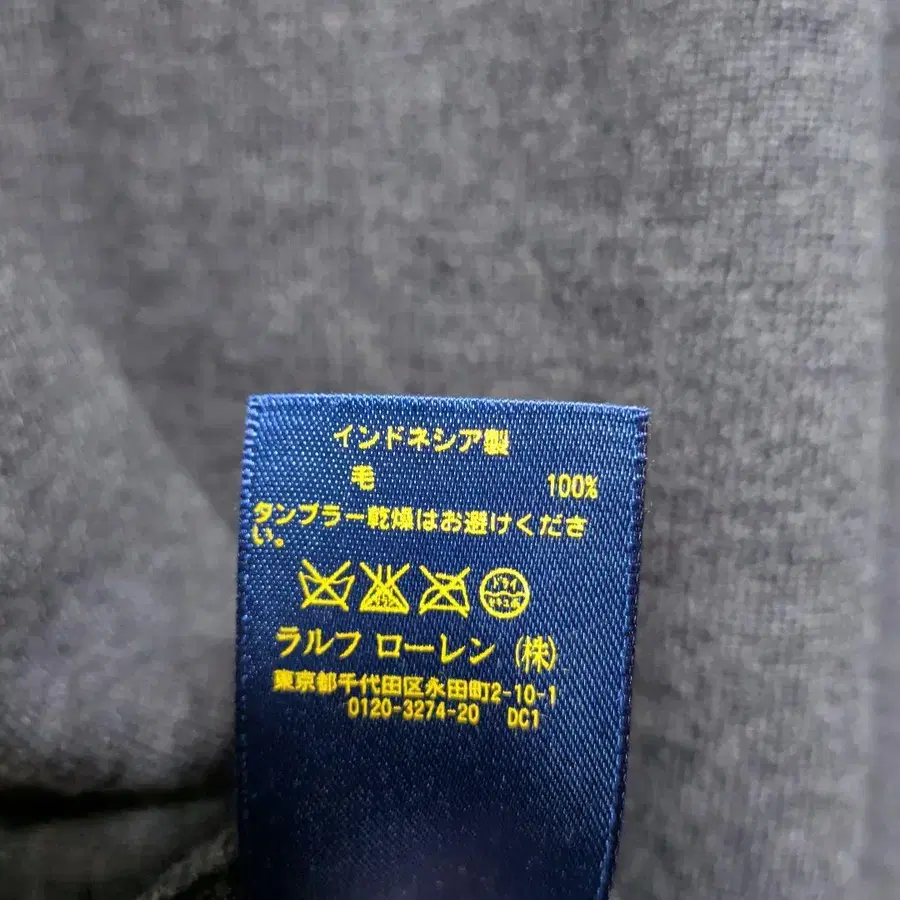 インドネシア製
毛 100%
タンブラー乾燥はお避けくださ
い。
ラルフ ローレン (株)
東京都千代田区永田町2-10-1
0120-3274-20 DC1